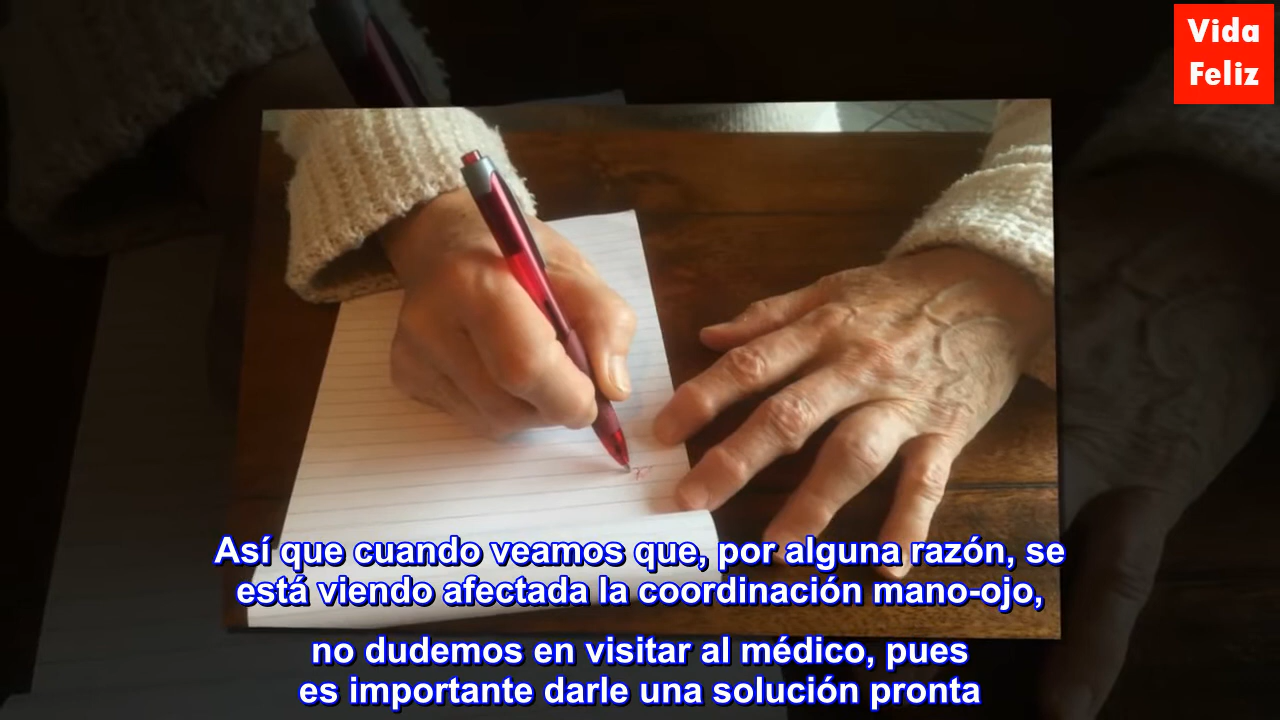 Vida
Feliz
Así que cuando veamos que, por alguna razón, se
está viendo afectada la coordinación mano-ojo,
no dudemos en visitar al médico, pues
es importante darle una solución pronta